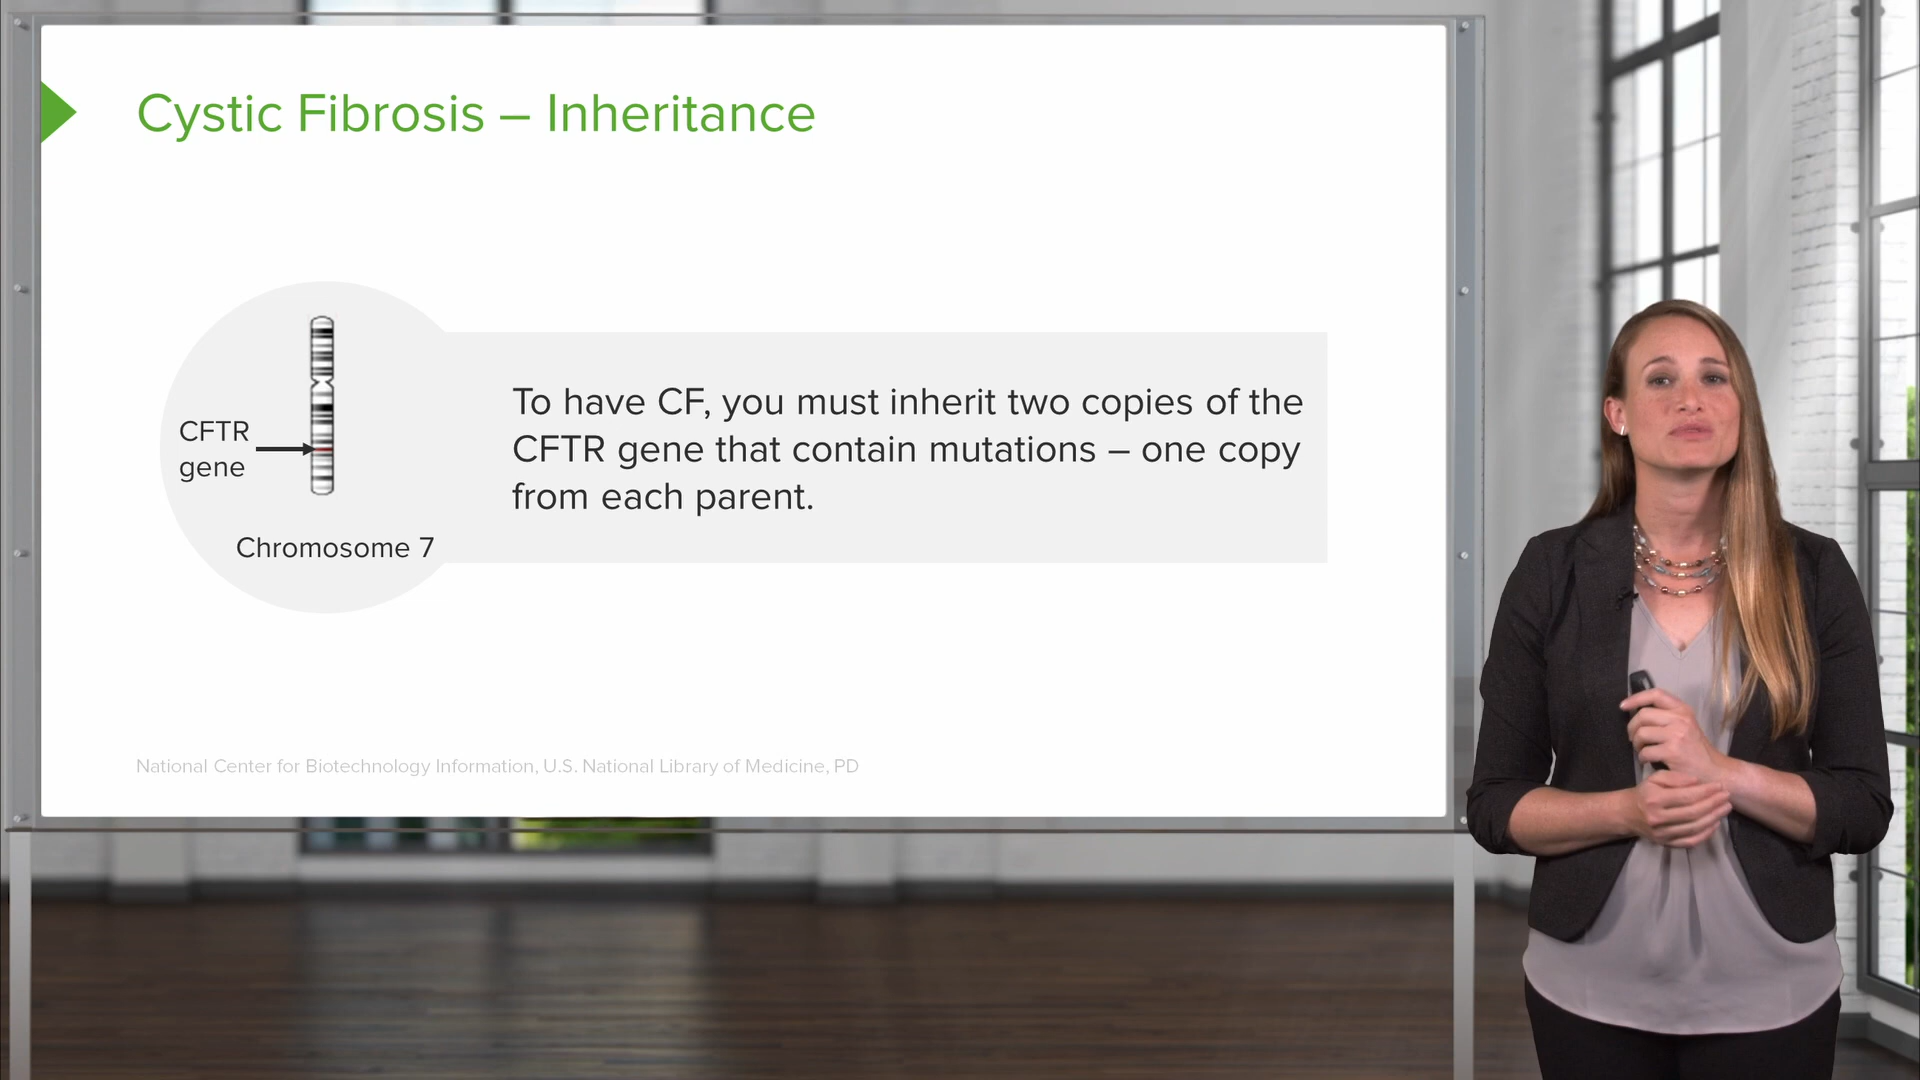 Cystic Fibrosis – Inheritance
CFTR
gene
Chromosome 7
To have CF, you must inherit two copies of the
CFTR gene that contain mutations – one copy
from each parent.
National Center for Biotechnology Information, U.S. National Library of Medicine, PD